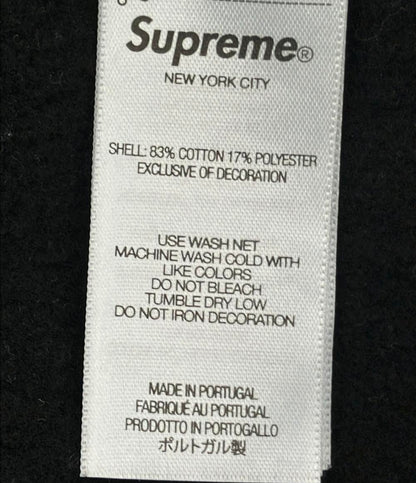 Supreme®
NEW YORK CITY
SHELL: 83% COTTON 17% POLYESTER
EXCLUSIVE OF DECORATION
USE WASH NET
MACHINE WASH COLD WITH
LIKE COLORS
DO NOT BLEACH
TUMBLE DRY LOW
DO NOT IRON DECORATION
MADE IN PORTUGAL
FABRIQUÉ AU PORTUGAL
PRODOTTO IN PORTOGALLO
ポルトガル製